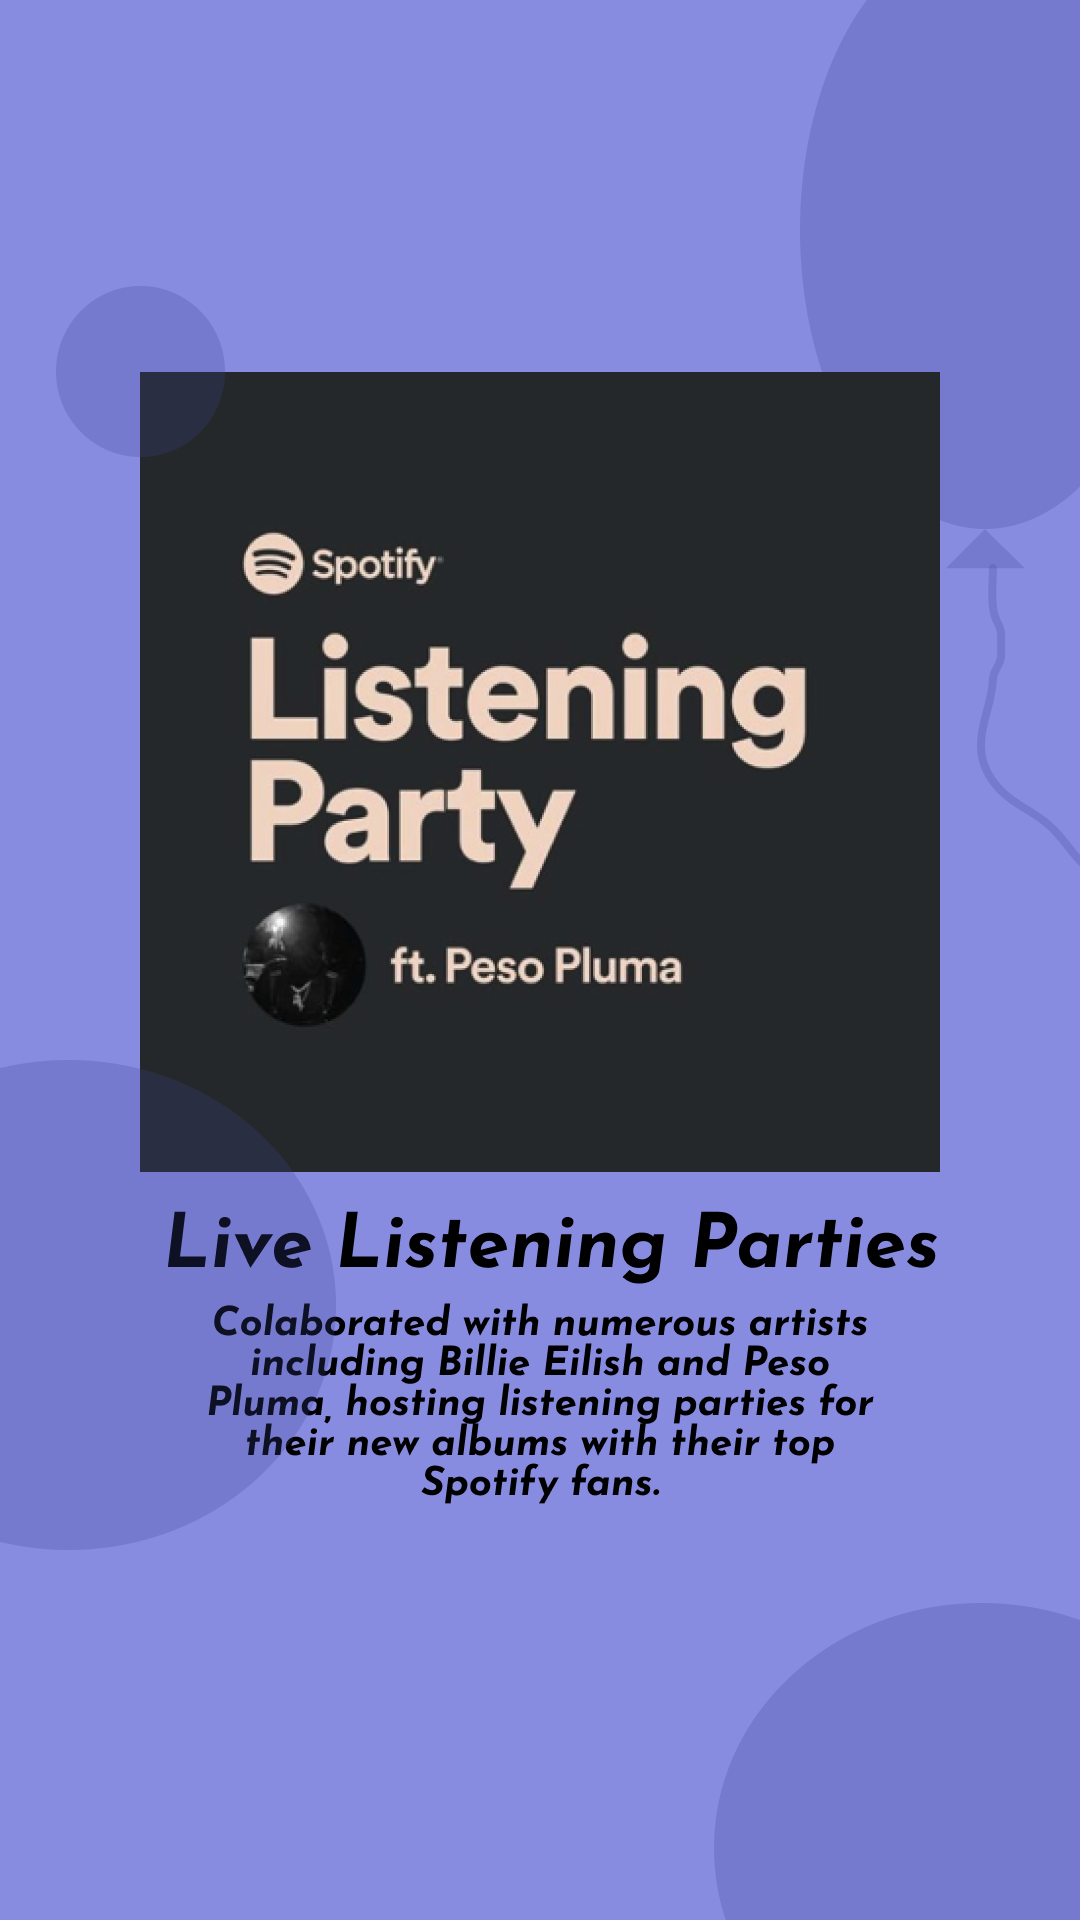 Spotify
Listening
Party
ft. Peso Pluma
Live Listening Parties
Colaborated with numerous artists
including Billie Eilish and Peso
Pluma, hosting listening parties for
their new albums with their top
Spotify fans.